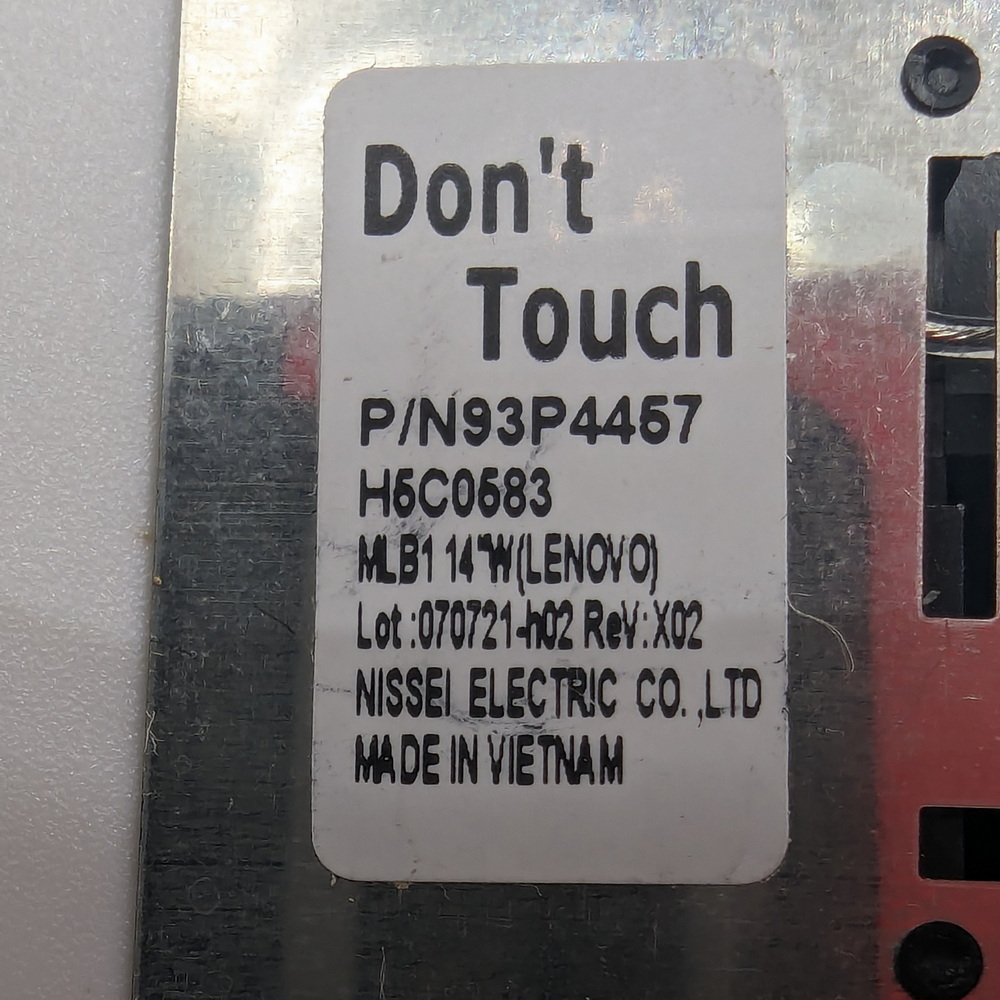 Don't
Touch
P/N93P4457
H5C0583
MLB1 14"W(LENOVO)
Lot :070721-h02 ReV:X02
NISSEI ELECTRIC CO.,LTD
MADE IN VIETNAM